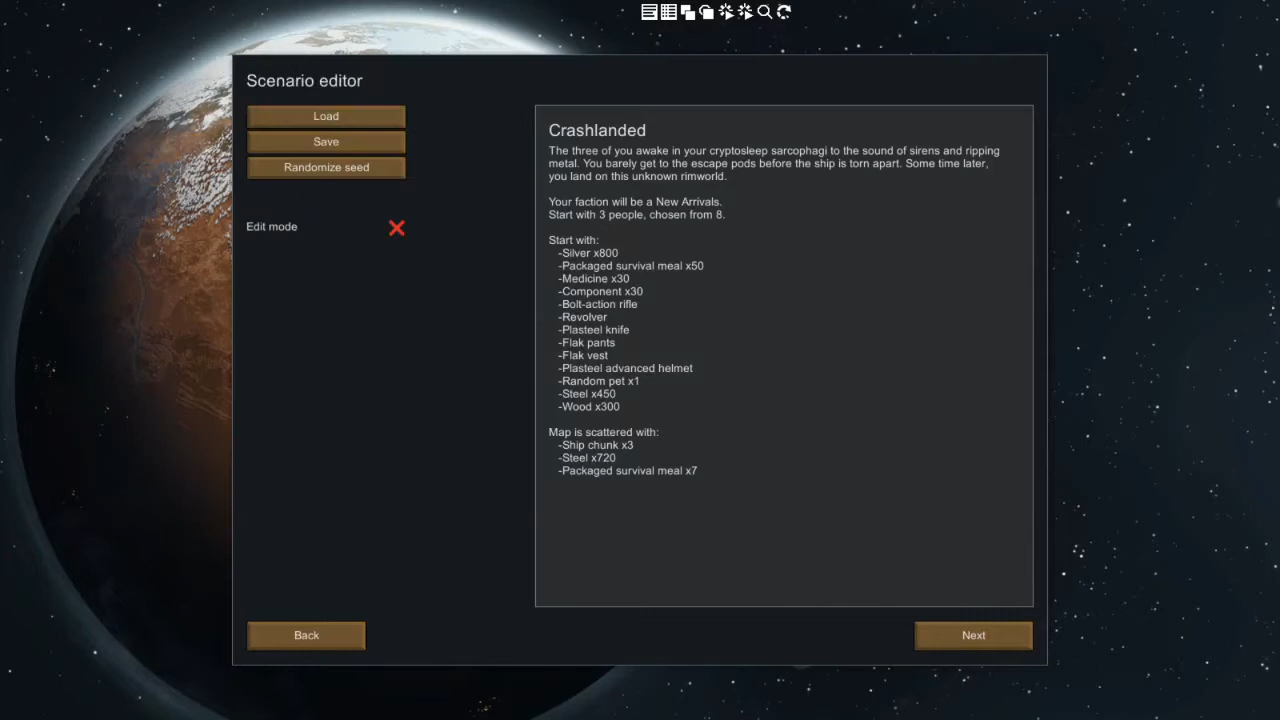 Scenario editor
Load
Save
Randomize seed
Edit mode
Crashlanded
The three of you awake in your cryptosleep sarcophagi to the sound of sirens and ripping
metal. You barely get to the escape pods before the ship is torn apart. Some time later,
you land on this unknown rimworld.
Your faction will be a New Arrivals.
Start with 3 people, chosen from 8.
Start with:
-Silver x800
-Packaged survival meal x50
-Medicine x30
-Component x30
-Bolt-action rifle
-Revolver
-Plasteel knife
-Flak pants
-Flak vest
-Plasteel advanced helmet
-Random pet x1
-Steel x450
-Wood x300
Map is scattered with:
-Ship chunk x3
-Steel x720
-Packaged survival meal x7
Back
Next